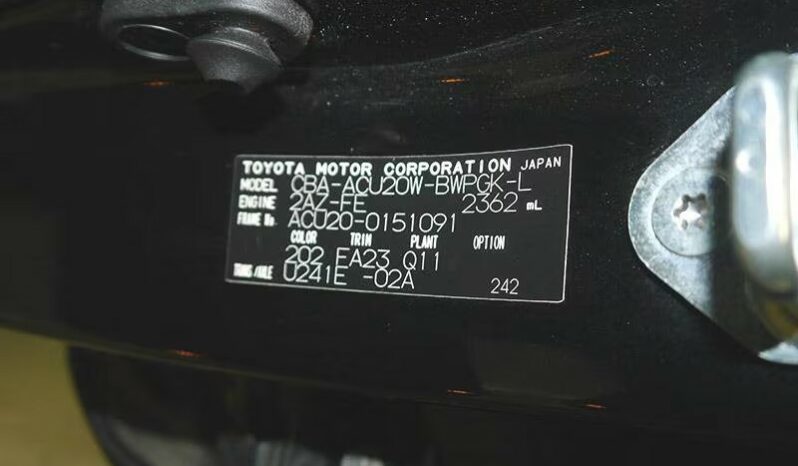 TOYOTA MOTOR CORPORATION JAPAN
MODEL CBA-ACU20W-BWPGK-L
ENGINE 2AZ-FE 2362 mL
FRAME No. ACU20-0151091
COLOR TRIM PLANT OPTION
202 EA23 Q11
TRANS/AXLE U241E -02A 242